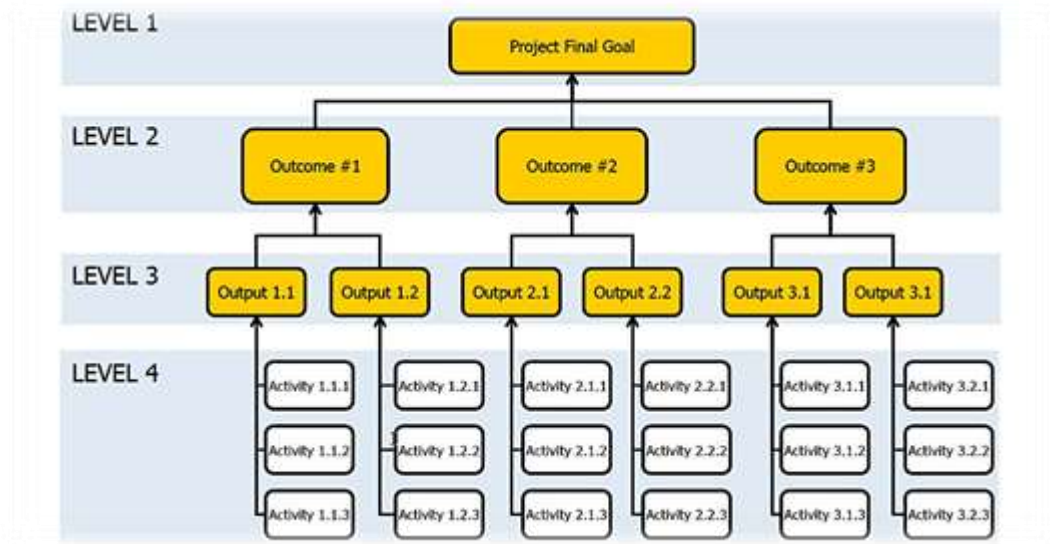 LEVEL 1
Project Final Goal
LEVEL 2
Outcome #1
Outcome #2
Outcome #3
LEVEL 3
Output 1.1
Output 1.2
Output 2.1
Output 2.2
Output 3.1
Output 3.1
LEVEL 4
Activity 1.1.1
Activity 1.2.1
Activity 2.1.1
Activity 2.2.1
Activity 3.1.1
Activity 3.2.1
Activity 1.1.2
Activity 1.2.2
Activity 2.1.2
Activity 2.2.2
Activity 3.1.2
Activity 3.2.2
Activity 1.1.3
Activity 1.2.3
Activity 2.1.3
Activity 2.2.3
Activity 3.1.3
Activity 3.2.3